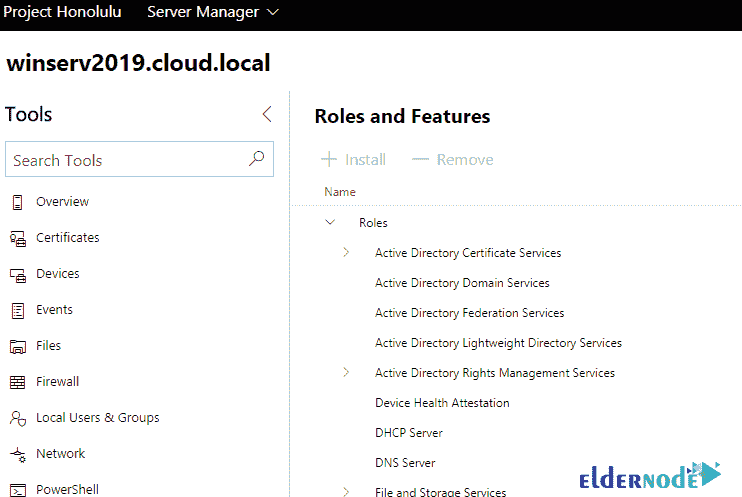 Project Honolulu Server Manager
winserv2019.cloud.local
Tools
Search Tools
Overview
Certificates
Devices
Events
Files
Firewall
Local Users & Groups
Network
PowerShell
Roles and Features
Install Remove
Name
Roles
Active Directory Certificate Services
Active Directory Domain Services
Active Directory Federation Services
Active Directory Lightweight Directory Services
Active Directory Rights Management Services
Device Health Attestation
DHCP Server
DNS Server
File and Storage Services
ELDERNODE